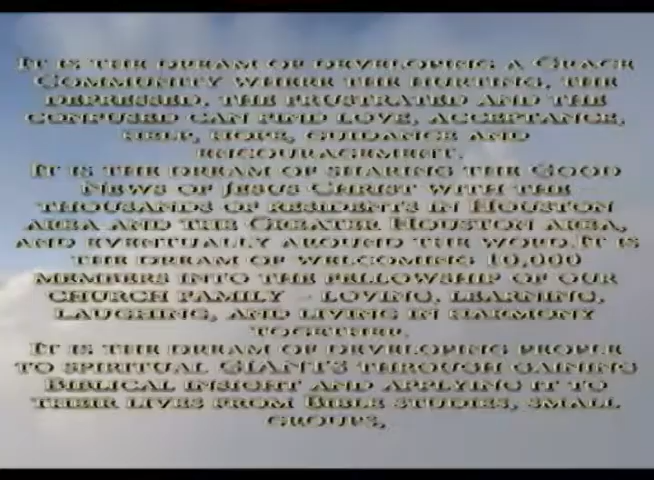 It is the dream of developing a Grace
Community where the hurting, the
depressed, the frustrated and the
confused can find love, acceptance,
help, hope, guidance and
encouragement.
It is the dream of sharing the Good
News of Jesus Christ with the
thousands of residents in Houston
area and the Greater Houston area,
and eventually around the word.It is
the dream of welcoming 10,000
members into the fellowship of our
church family – loving, learning,
laughing, and living in harmony
together.
It is the dream of developing people
to spiritual GIANTS through gaining
Biblical insight and applying it to
their lives from Bible studies, small
groups,